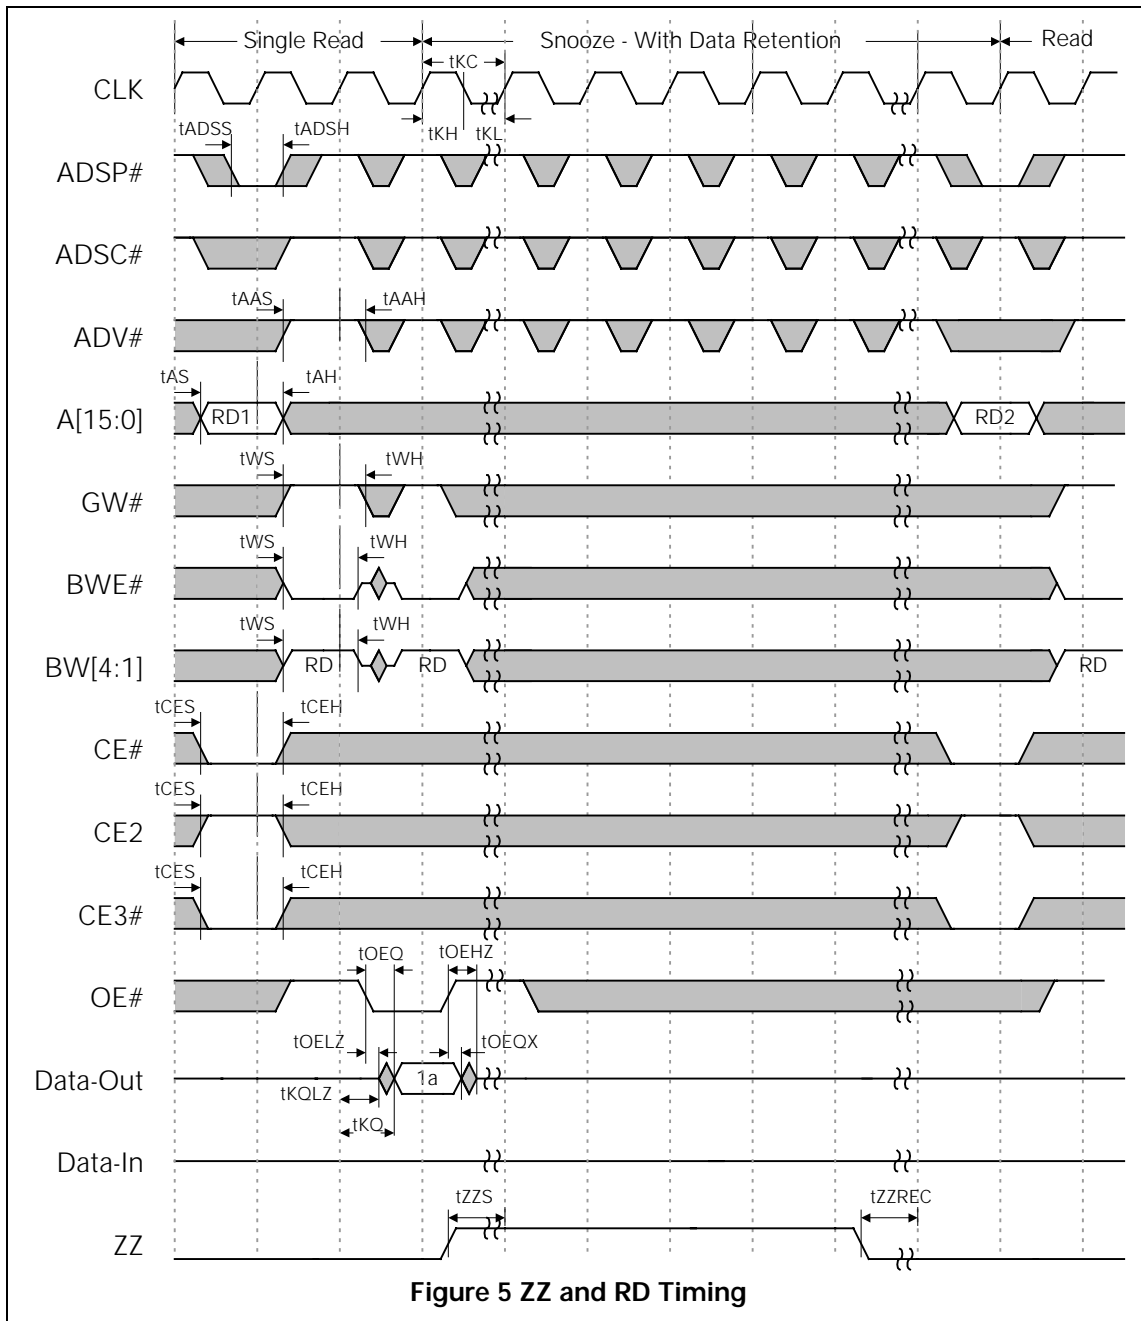 Single Read
Snooze - With Data Retention
Read
tKC
CLK
tKH tKL
tADSS tADSH
ADSP#
ADSC#
tAAS tAAH
ADV#
tAS tAH
A[15:0] RD1 RD2
tWS tWH
GW#
tWS tWH
BWE#
tWS tWH
BW[4:1] RD RD RD
tCES tCEH
CE#
tCES tCEH
CE2
tCES tCEH
CE3#
tOEQ tOEHZ
OE#
tOELZ tOEQX
Data-Out 1a
tKQLZ
tKQ
Data-In
tZZS tZZREC
ZZ
Figure 5 ZZ and RD Timing